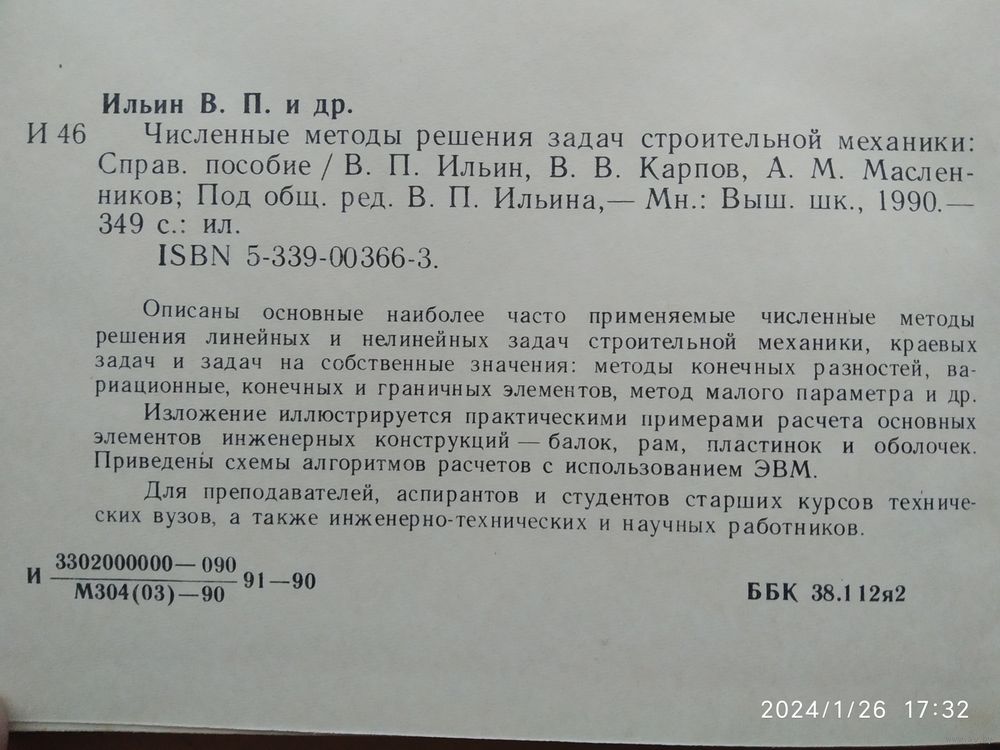 Ильин В. П. и др.
И 46 Численные методы решения задач строительной механики:
Справ. пособие / В. П. Ильин, В. В. Карпов, А. М. Маслен-
ников; Под общ. ред. В. П. Ильина,— Мн.: Выш. шк., 1990.—
349 с.: ил.
ISBN 5-339-00366-3.
Описаны основные наиболее часто применяемые численные методы
решения линейных и нелинейных задач строительной механики, краевых
задач и задач на собственные значения: методы конечных разностей, ва-
риационные, конечных и граничных элементов, метод малого параметра и др.
Изложение иллюстрируется практическими примерами расчета основных
элементов инженерных конструкций — балок, рам, пластинок и оболочек.
Приведены схемы алгоритмов расчетов с использованием ЭВМ.
Для преподавателей, аспирантов и студентов старших курсов техниче-
ских вузов, а также инженерно-технических и научных работников.
3302000000—090
И 91—90
М304(03)—90
ББК 38.112я2
2024/1/26 17:32